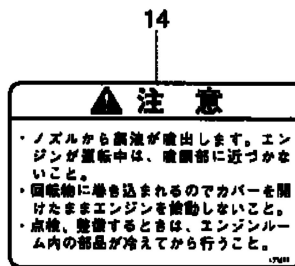 14
注意
・ノズルから薬液が噴出します。エン
ジンが運転中は、噴頭部に近づかな
いこと。
・回転物に巻き込まれるのでカバーを開
けたままエンジンを始動しないこと。
・点検、整備するときは、エンジンルー
ム内の部品が冷えてから行うこと。